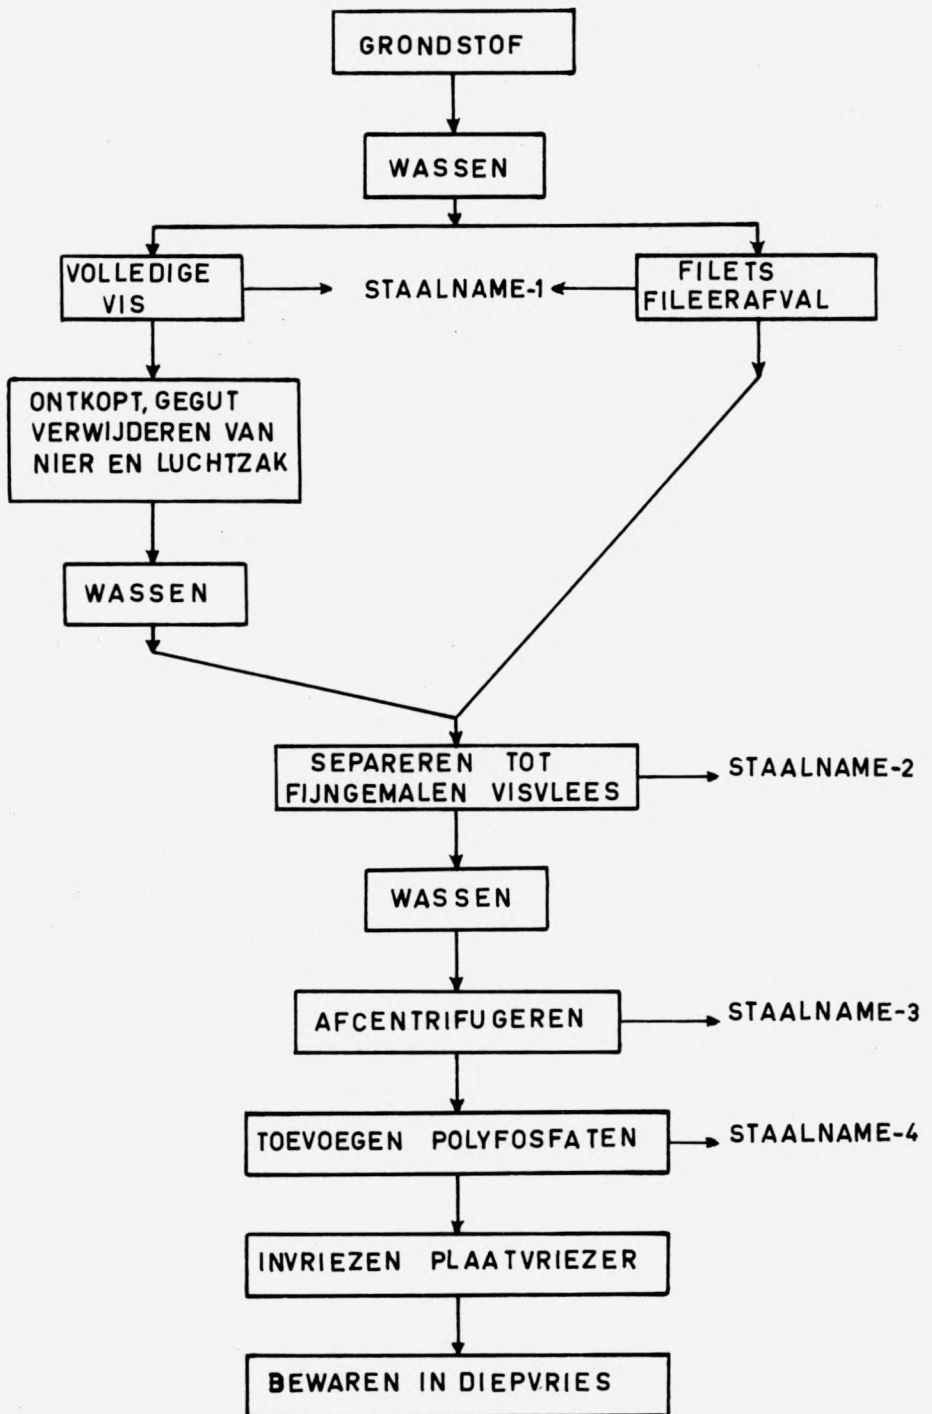 GRONDSTOF
WASSEN
VOLLEDIGE
VIS
STAALNAME-1
FILETS
FILEERAFVAL
ONTKOPT, GEGUT
VERWIJDEREN VAN
NIER EN LUCHTZAK
WASSEN
SEPAREREN TOT
FIJNGEMALEN VISVLEES
STAALNAME-2
WASSEN
AFCENTRIFUGEREN
STAALNAME-3
TOEVOEGEN POLYFOSFATEN
STAALNAME-4
INVRIEZEN PLAATVRIEZER
BEWAREN IN DIEPVRIES